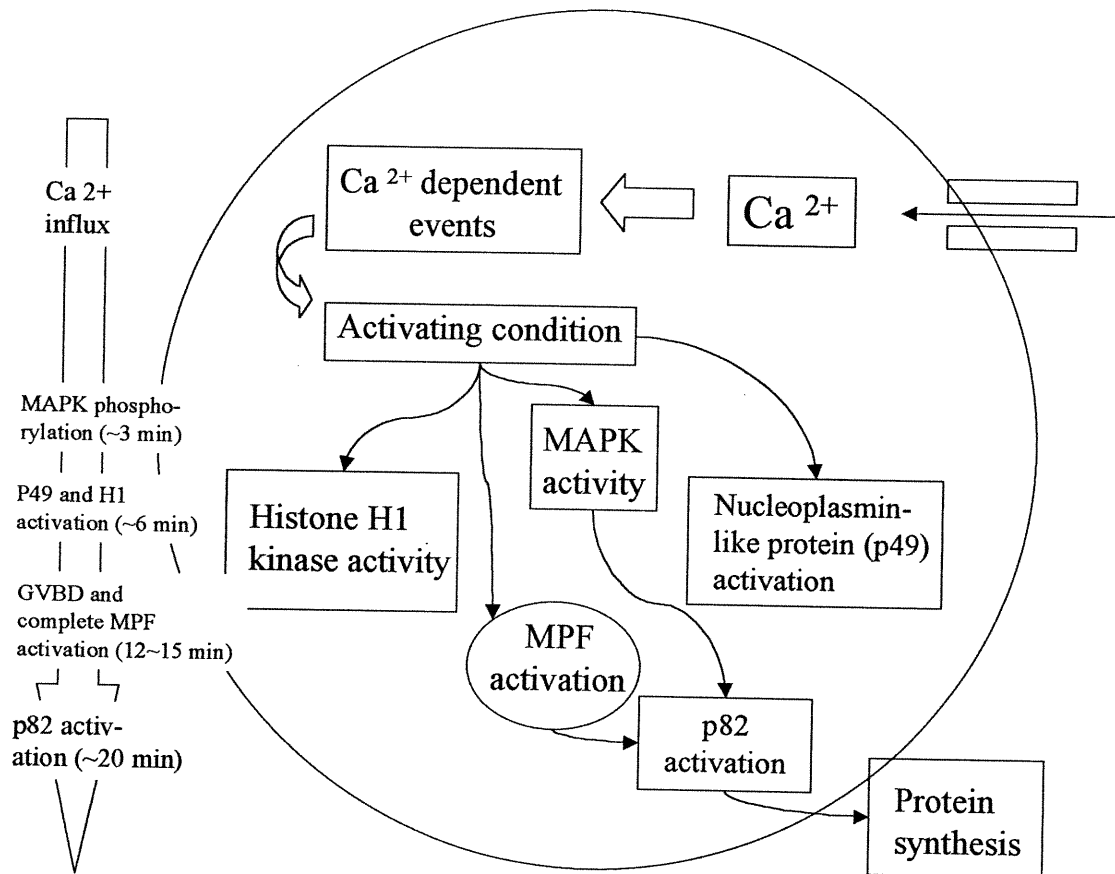 Ca 2+
influx
MAPK phospho-
rylation (~3 min)
P49 and H1
activation (~6 min)
GVBD and
complete MPF
activation (12~15 min)
p82 activ-
ation (~20 min)
Ca 2+ dependent
events
Ca 2+
Activating condition
Histone H1
kinase activity
MAPK
activity
Nucleoplasmin-
like protein (p49)
activation
MPF
activation
p82
activation
Protein
synthesis